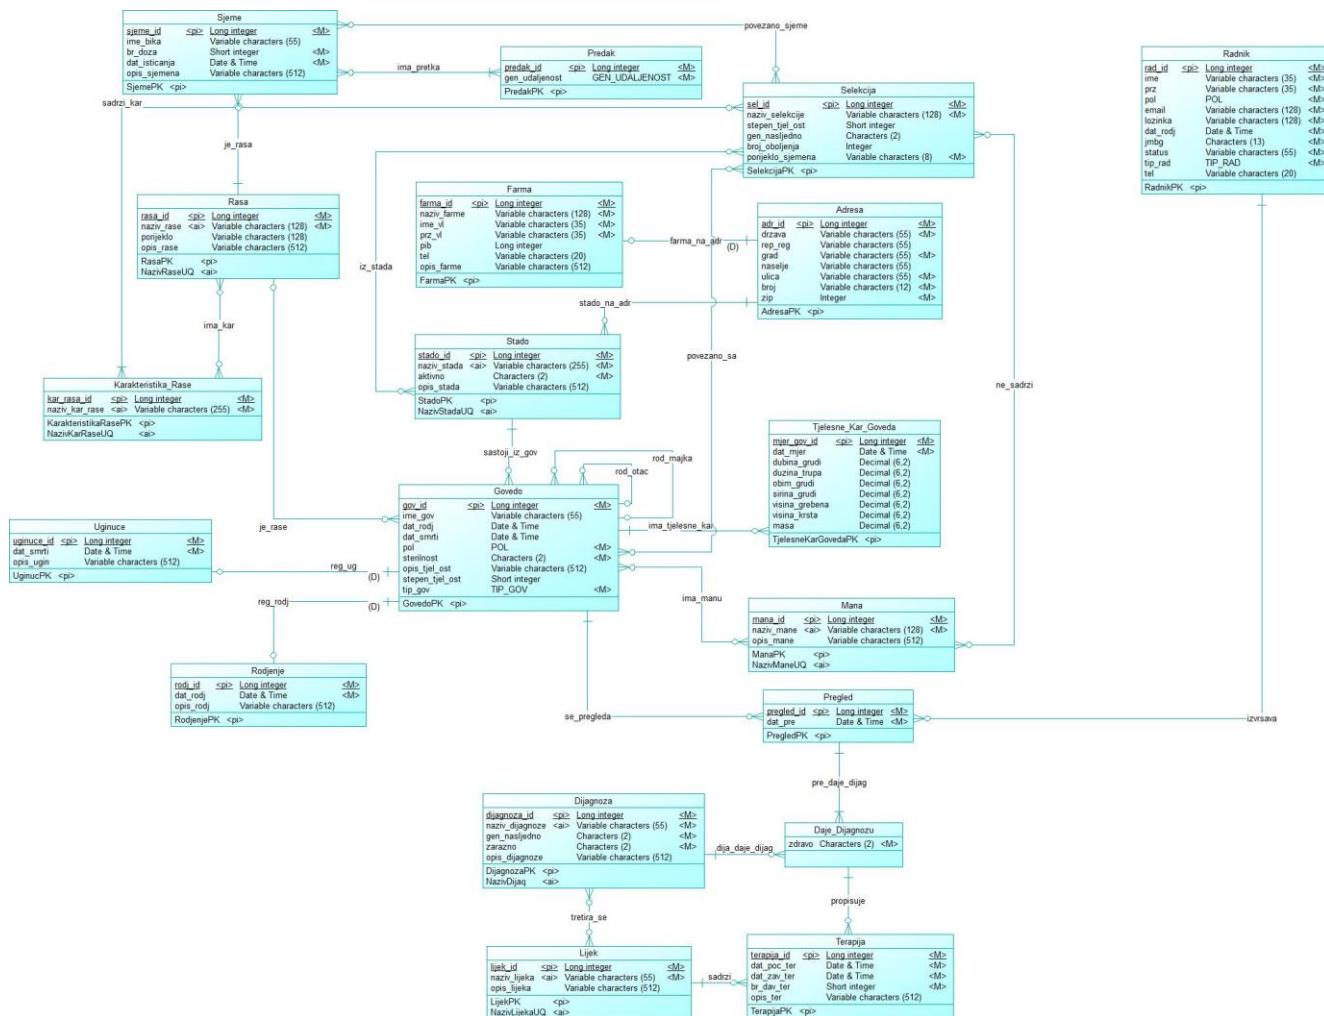 Sjeme
sjeme_id <pi> Long integer <M>
ime_bika Variable characters (55)
br_doza Short integer <M>
dat_isticanja Date & Time <M>
opis_sjemena Variable characters (512)
SjemePK <pi>
povezano_sjeme
ima_pretka
Predak
predak_id <pi> Long integer <M>
gen_udaljenost GEN_UDALJENOST <M>
PredakPK <pi>
Radnik
rad_id <pi> Long integer <M>
ime Variable characters (35) <M>
prz Variable characters (35) <M>
pol POL <M>
email Variable characters (128) <M>
lozinka Variable characters (128) <M>
dat_rodj Date & Time <M>
jmbg Characters (13) <M>
status Variable characters (55) <M>
tip_rad TIP_RAD <M>
tel Variable characters (20)
RadnikPK <pi>
Selekcija
sel_id <pi> Long integer <M>
naziv_selekcije Variable characters (128) <M>
stepen_tjel_ost Short integer
gen_nasljedno Characters (2)
broj_oboljenja Integer
porijeklo_sjemena Variable characters (8) <M>
SelekcijaPK <pi>
sadrzi_kar
je_rasa
Rasa
rasa_id <pi> Long integer <M>
naziv_rase <ai> Variable characters (128) <M>
porijeklo Variable characters (128)
opis_rase Variable characters (512)
RasaPK <pi>
NazivRaseUQ <ai>
Farma
farma_id <pi> Long integer <M>
naziv_farme Variable characters (128) <M>
ime_vl Variable characters (35) <M>
prz_vl Variable characters (35) <M>
pib Long integer
tel Variable characters (20)
opis_farme Variable characters (512)
FarmaPK <pi>
farma_na_adr
(D)
Adresa
adr_id <pi> Long integer <M>
drzava Variable characters (55) <M>
rep_reg Variable characters (55)
grad Variable characters (55) <M>
naselje Variable characters (55)
ulica Variable characters (55) <M>
broj Variable characters (12) <M>
zip Integer <M>
AdresaPK <pi>
iz_stada
stado_na_adr
ima_kar
Stado
stado_id <pi> Long integer <M>
naziv_stada <ai> Variable characters (255) <M>
aktivno Characters (2) <M>
opis_stada Variable characters (512)
StadoPK <pi>
NazivStadaUQ <ai>
povezano_sa
ne_sadrzi
Karakteristika_Rase
kar_rasa_id <pi> Long integer <M>
naziv_kar_rase <ai> Variable characters (255) <M>
KarakteristikaRasePK <pi>
NazivKarRaseUQ <ai>
sastoji_iz_gov
rod_majka
rod_otac
Tjelesne_Kar_Goveda
mjer_gov_id <pi> Long integer <M>
dat_mjer Date & Time <M>
dubina_grudi Decimal (6,2)
duzina_trupa Decimal (6,2)
obim_grudi Decimal (6,2)
sirina_grudi Decimal (6,2)
visina_grebena Decimal (6,2)
visina_krsta Decimal (6,2)
masa Decimal (6,2)
TjelesneKarGovedaPK <pi>
Govedo
gov_id <pi> Long integer <M>
ime_gov Variable characters (55)
dat_rodj Date & Time
dat_smrti Date & Time
pol POL <M>
sterilnost Characters (2) <M>
opis_tjel_ost Variable characters (512)
stepen_tjel_ost Short integer
tip_gov TIP_GOV <M>
GovedoPK <pi>
je_rase
ima_tjelesne_kar
Uginuce
uginuce_id <pi> Long integer <M>
dat_smrti Date & Time <M>
opis_ugin Variable characters (512)
UginucPK <pi>
reg_ug
(D)
reg_rodj
(D)
ima_manu
Mana
mana_id <pi> Long integer <M>
naziv_mane <ai> Variable characters (128) <M>
opis_mane Variable characters (512)
ManaPK <pi>
NazivManeUQ <ai>
Rodjenje
rodj_id <pi> Long integer <M>
dat_rodj Date & Time <M>
opis_rodj Variable characters (512)
RodjenjePK <pi>
se_pregleda
Pregled
pregled_id <pi> Long integer <M>
dat_pre Date & Time <M>
PregledPK <pi>
izvrsava
pre_daje_dijag
Dijagnoza
dijagnoza_id <pi> Long integer <M>
naziv_dijagnoze <ai> Variable characters (55) <M>
gen_nasljedno Characters (2) <M>
zarazno Characters (2) <M>
opis_dijagnoze Variable characters (512)
DijagnozaPK <pi>
NazivDijaq <ai>
dija_daje_dijag
Daje_Dijagnozu
zdravo Characters (2) <M>
propisuje
tretira_se
Lijek
lijek_id <pi> Long integer <M>
naziv_lijeka <ai> Variable characters (55) <M>
opis_lijeka Variable characters (512)
LijekPK <pi>
NazivLijekaUQ <ai>
sadrzi
Terapija
terapija_id <pi> Long integer <M>
dat_poc_ter Date & Time <M>
dat_zav_ter Date & Time <M>
br_dav_ter Short integer <M>
opis_ter Variable characters (512)
TerapijaPK <pi>